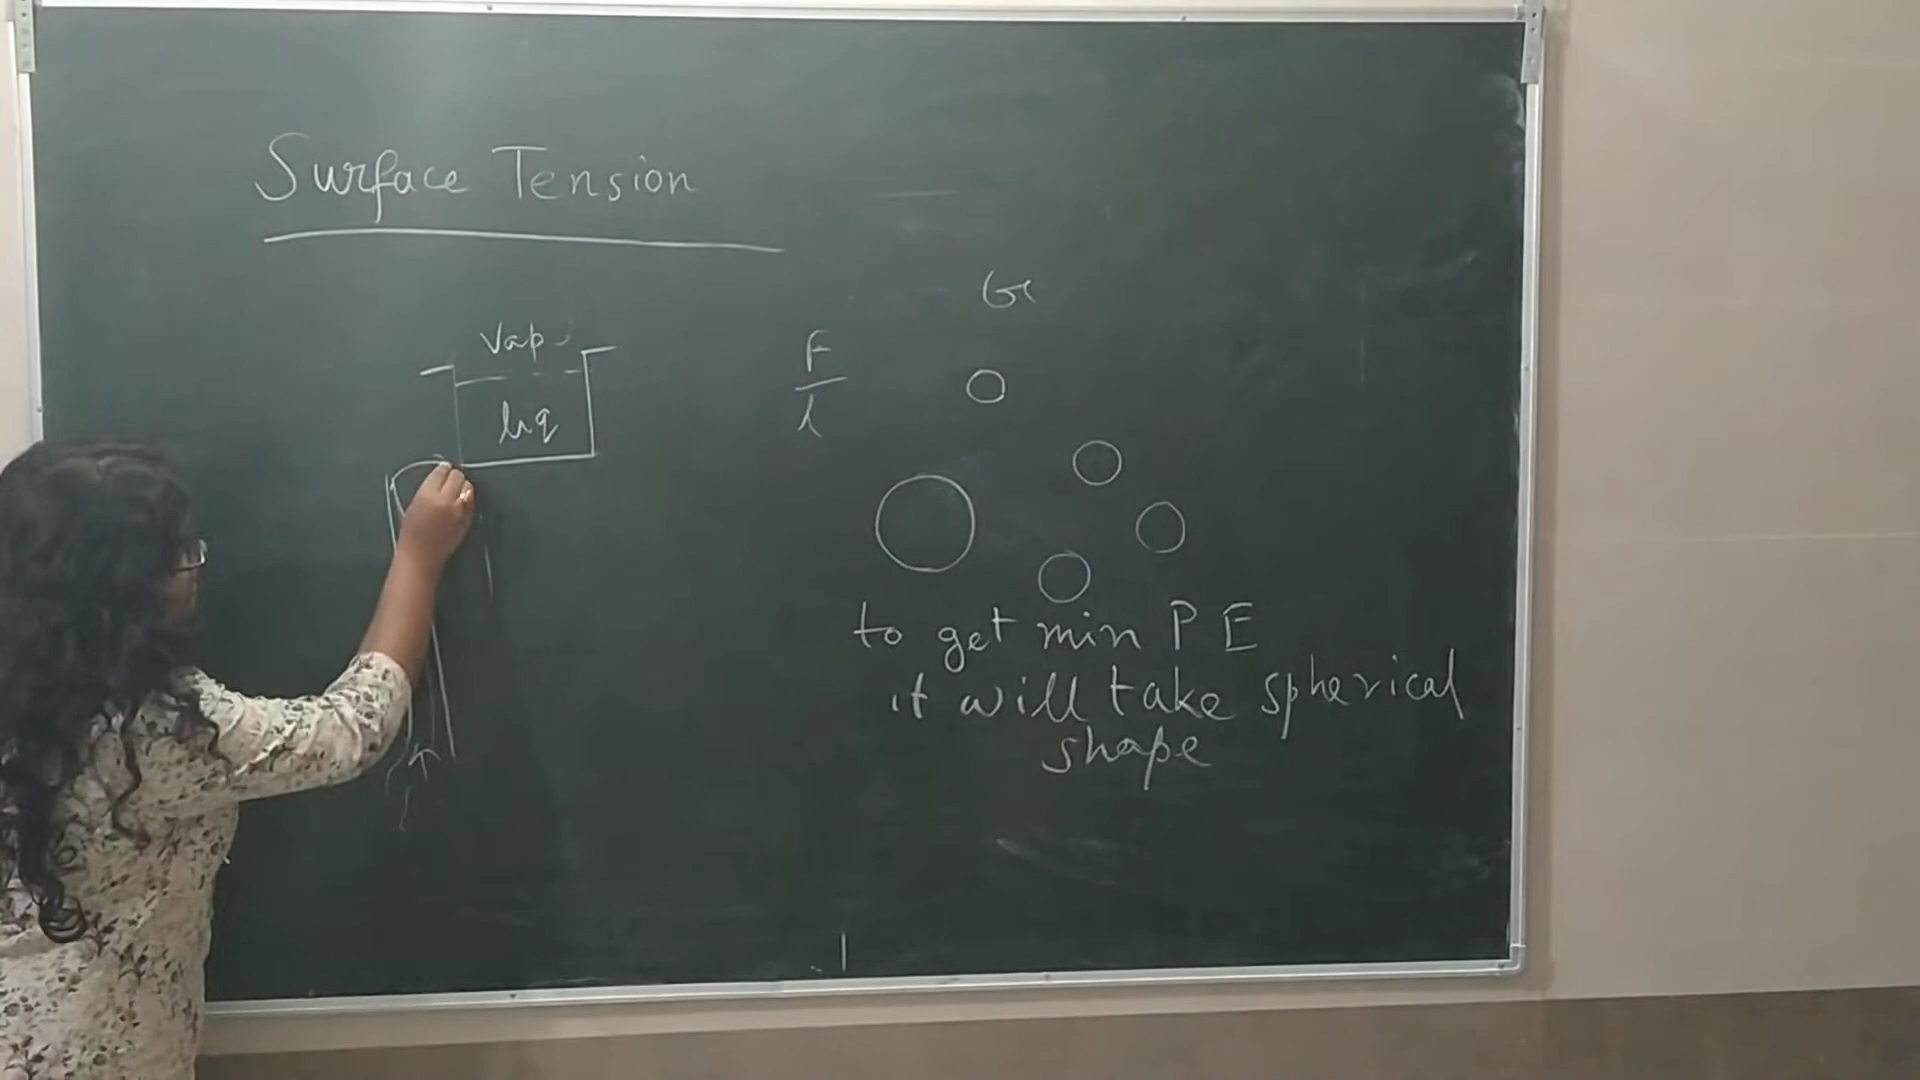 Surface Tension
Vap
liq
F
l
to get min P E
it will take spherical
shape